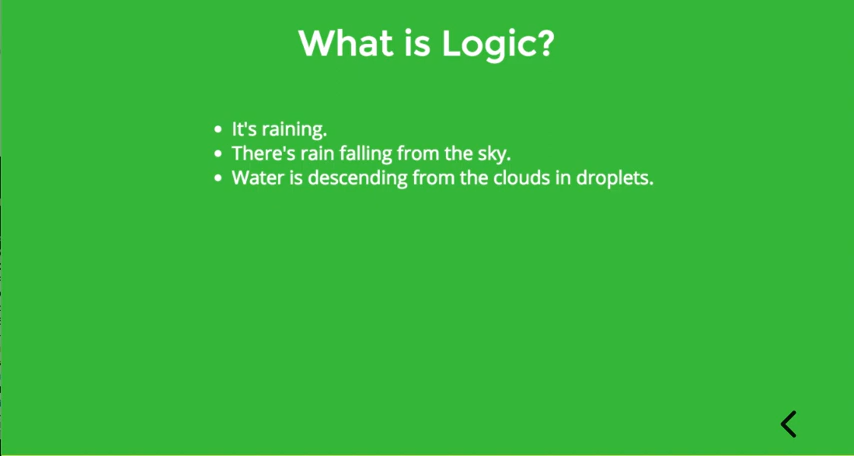 What is Logic?
• It's raining.
• There's rain falling from the sky.
• Water is descending from the clouds in droplets.